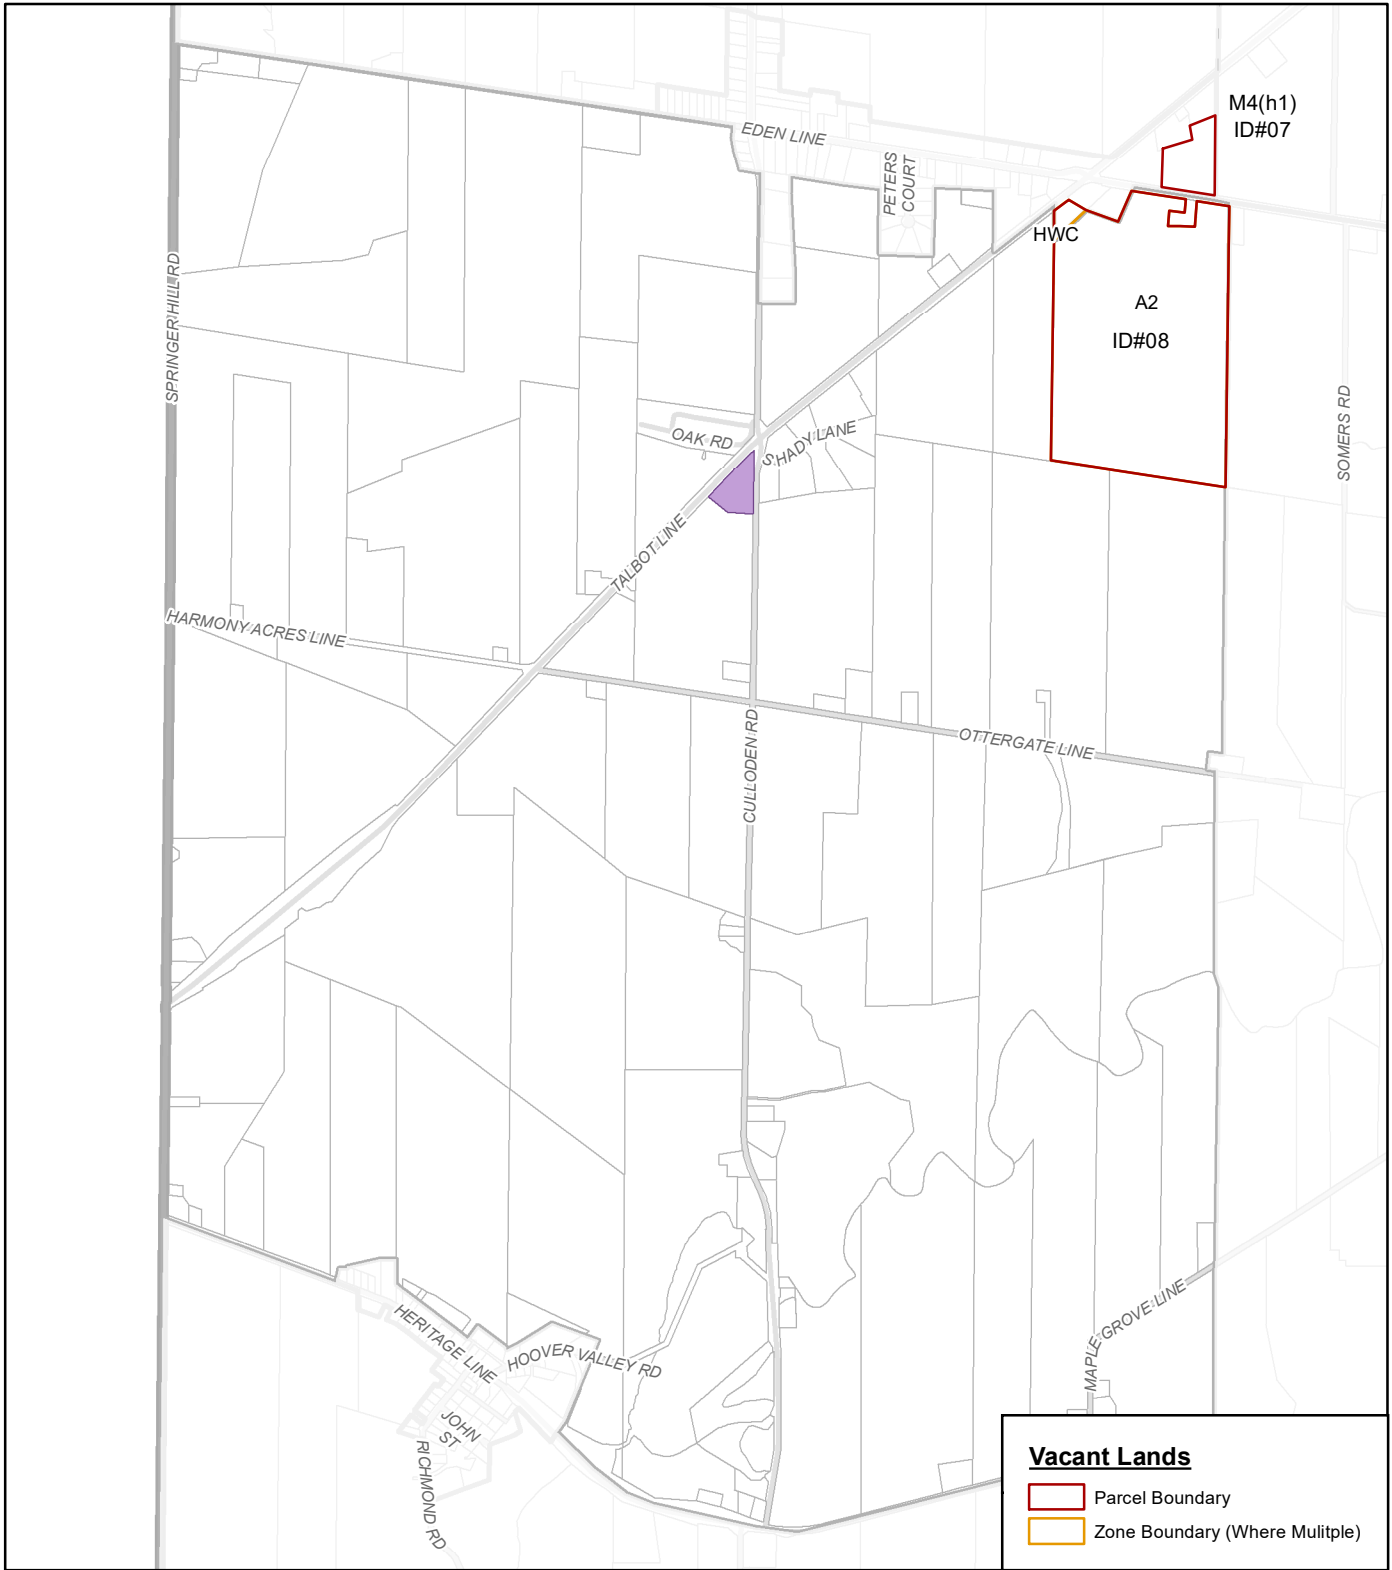 M4(h1)
ID#07
EDEN LINE
PETERS
COURT
HWC
SPRINGER HILL RD
A2
ID#08
SOMERS RD
OAK RD
SHADY LANE
TALBOT LINE
HARMONY ACRES LINE
OTTERGATE LINE
CULLODEN RD
MAPLE GROVE LINE
HERITAGE LINE
HOOVER VALLEY RD
JOHN
ST
RICHMOND RD
Vacant Lands
Parcel Boundary
Zone Boundary (Where Mulitple)